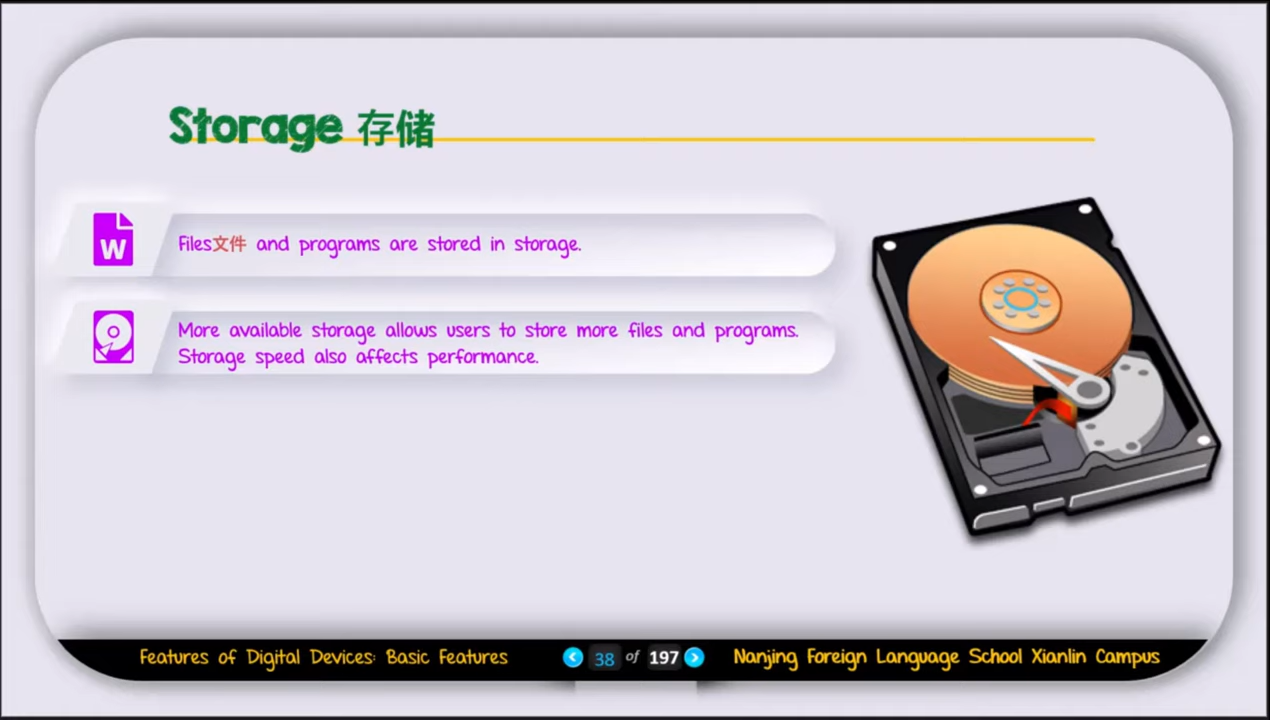 Storage 存储
W
Files文件 and programs are stored in storage.
More available storage allows users to store more files and programs.
Storage speed also affects performance.
Features of Digital Devices: Basic Features
38 of 197
Nanjing Foreign Language School Xianlin Campus